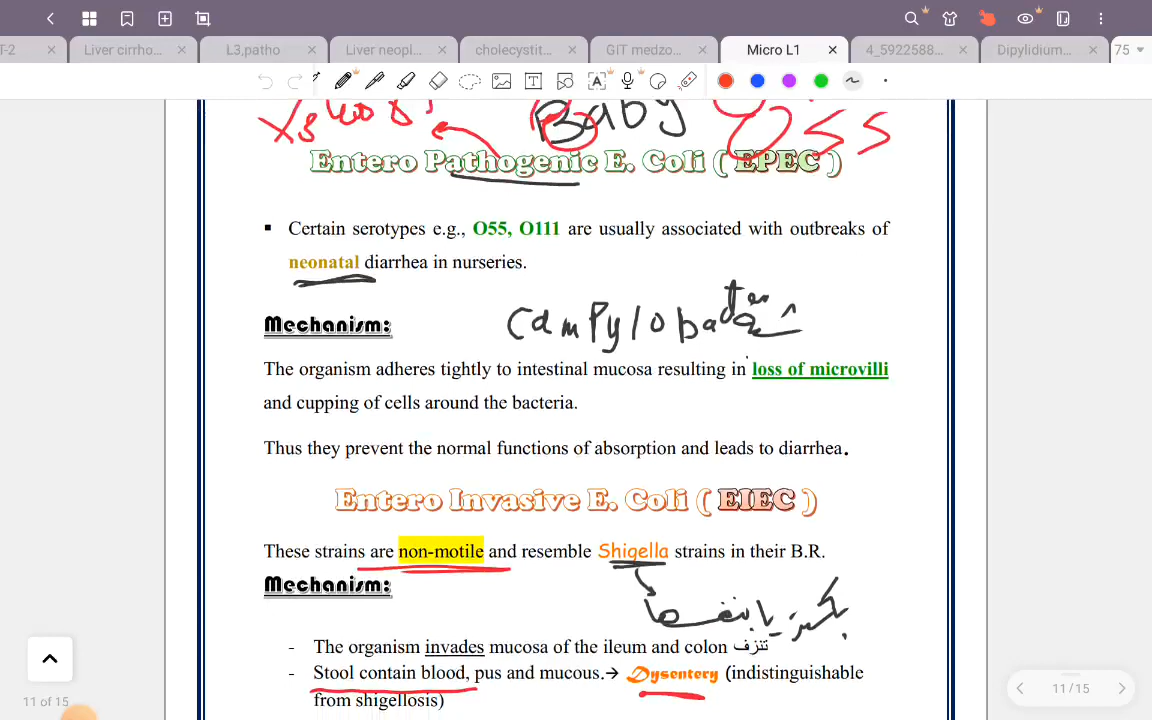 T-2
Liver cirrho...
L3,patho
Liver neopl...
cholecystit...
GIT medzo...
Micro L1
4_5922588...
Dipylidium...
75
Baby
O55
Entero Pathogenic E. Coli ( EPEC )
▪ Certain serotypes e.g., O55, O111 are usually associated with outbreaks of
neonatal diarrhea in nurseries.
Mechanism:
The organism adheres tightly to intestinal mucosa resulting in loss of microvilli
and cupping of cells around the bacteria.
Thus they prevent the normal functions of absorption and leads to diarrhea.
Entero Invasive E. Coli ( EIEC )
These strains are non-motile and resemble Shigella strains in their B.R.
Mechanism:
- The organism invades mucosa of the ileum and colon تنزف
- Stool contain blood, pus and mucous.→ Dysentery (indistinguishable
from shigellosis)
11 of 15
11/15